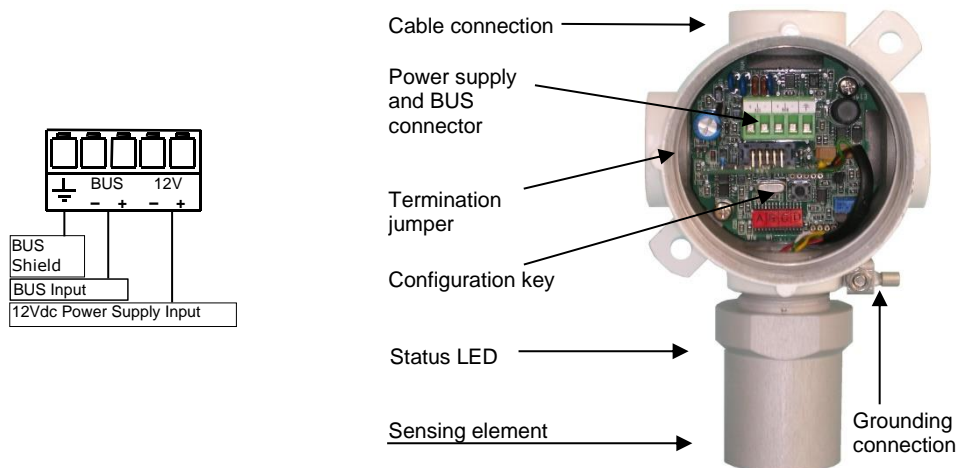 BUS 12V
− + − +
BUS
Shield
BUS Input
12Vdc Power Supply Input
Cable connection
Power supply
and BUS
connector
Termination
jumper
Configuration key
Status LED
Sensing element
Grounding
connection